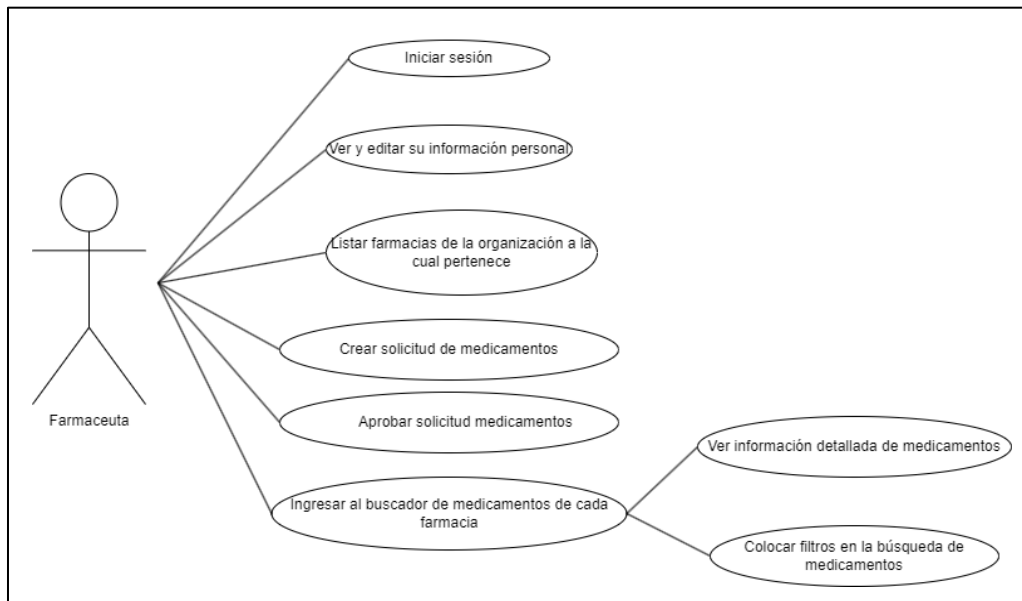 Iniciar sesión
Ver y editar su información personal
Listar farmacias de la organización a la
cual pertenece
Crear solicitud de medicamentos
Farmaceuta
Aprobar solicitud medicamentos
Ver información detallada de medicamentos
Ingresar al buscador de medicamentos de cada
farmacia
Colocar filtros en la búsqueda de
medicamentos